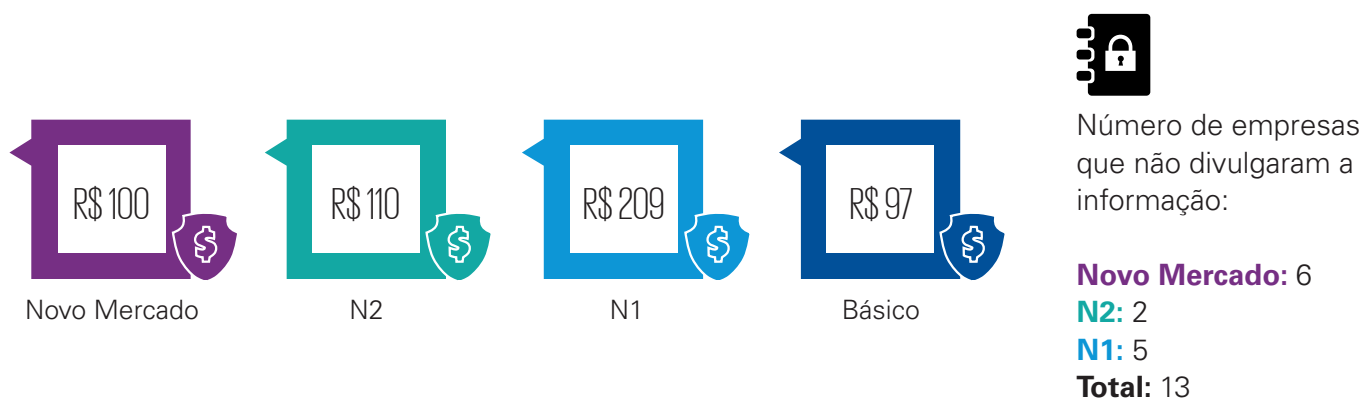 R$ 100
R$ 110
R$ 209
R$ 97
Novo Mercado
N2
N1
Básico
Número de empresas
que não divulgaram a
informação:
Novo Mercado: 6
N2: 2
N1: 5
Total: 13